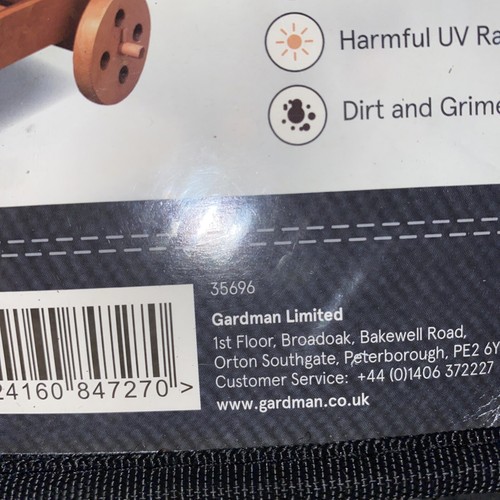 Harmful UV Ra
Dirt and Grime
35696
Gardman Limited
1st Floor, Broadoak, Bakewell Road,
Orton Southgate, Peterborough, PE2 6Y
Customer Service: +44 (0)1406 372227
www.gardman.co.uk
24160 847270 >